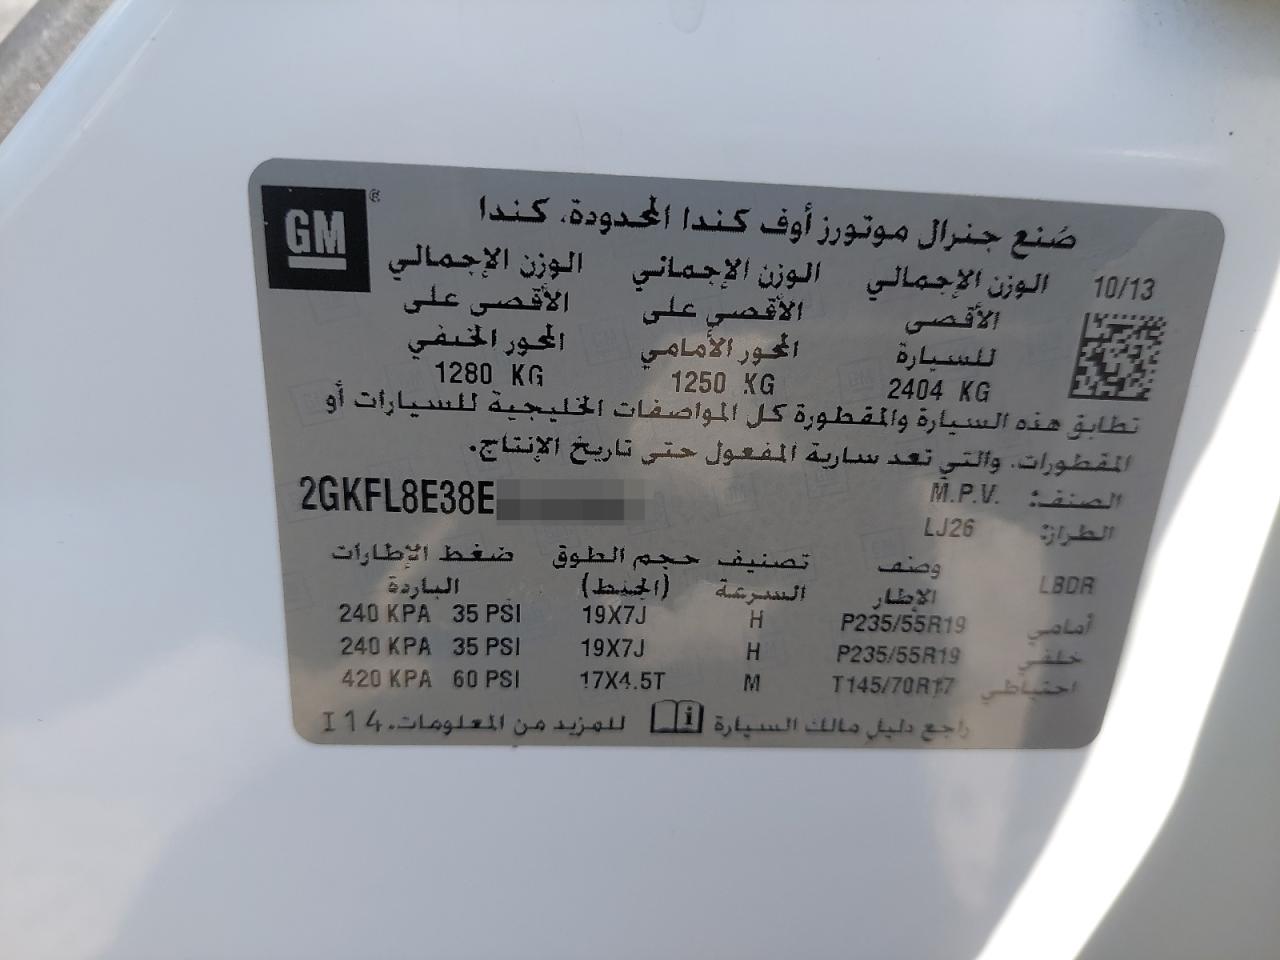 GM ®
صُنع جنرال موتورز أوف كندا المحدودة، كندا
10/13
الوزن الإجمالي الوزن الإجمالي الوزن الإجمالي
الأقصى الأقصى على الأقصى على
للسيارة المحور الأمامي المحور الخلفي
2404 KG 1250 KG 1280 KG
تطابق هذه السيارة والمقطورة كل المواصفات الخليجية للسيارات أو
المقطورات، والتي تعد سارية المفعول حتى تاريخ الإنتاج.
2GKFL8E38E
الصنف: M.P.V.
الطراز: LJ26
LBDR
وصف تصنيف حجم الطوق ضغط الإطارات
الإطار السرعة (الجنط) الباردة
أمامي P235/55R19 H 19X7J 240 KPA 35 PSI
خلفي P235/55R19 H 19X7J 240 KPA 35 PSI
احتياطي T145/70R17 M 17X4.5T 420 KPA 60 PSI
راجع دليل مالك السيارة للمزيد من المعلومات. I14